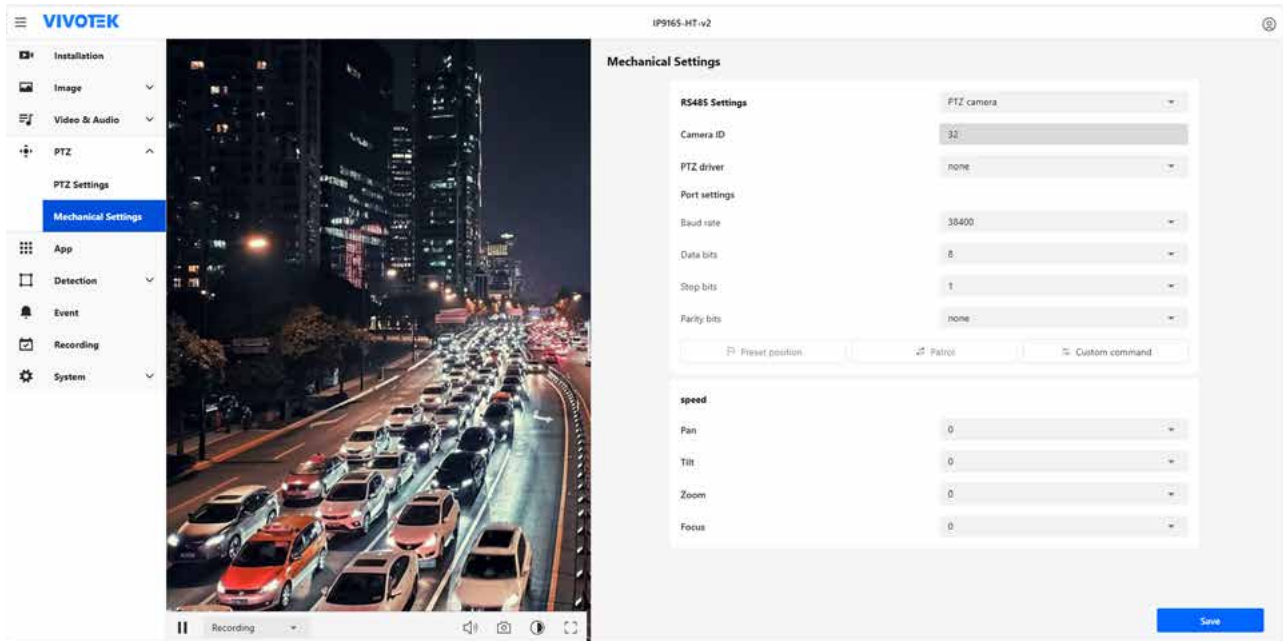 VIVOTEK
IP9165-HT-v2
Installation
Image
Video & Audio
PTZ
PTZ Settings
Mechanical Settings
App
Detection
Event
Recording
System
Recording
Mechanical Settings
RS485 Settings PTZ camera
Camera ID 32
PTZ driver none
Port settings
Baud rate 38400
Data bits 8
Stop bits 1
Parity bits none
Preset position Patrol Custom command
speed
Pan 0
Tilt 0
Zoom 0
Focus 0
Save